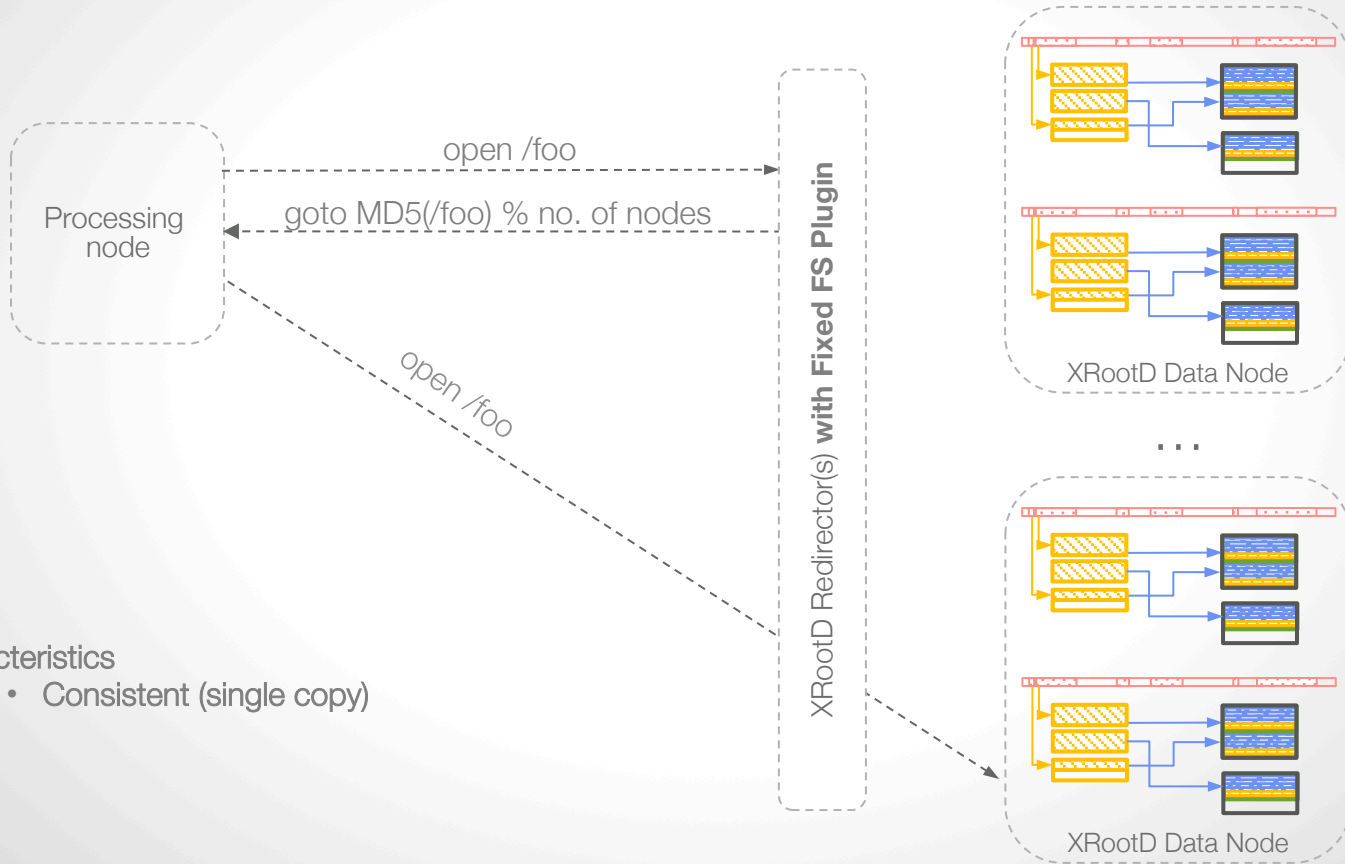 Processing
node
open /foo
goto MD5(/foo) % no. of nodes
open /foo
XRootD Redirector(s) with Fixed FS Plugin
XRootD Data Node
...
XRootD Data Node
cteristics
• Consistent (single copy)